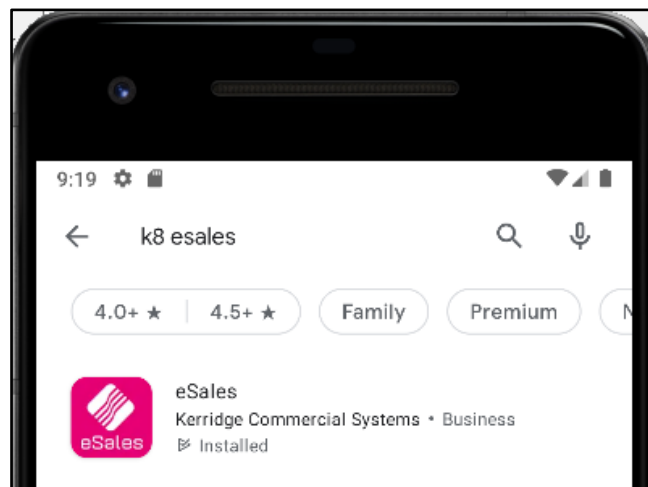 9:19
k8 esales
4.0+ ★ 4.5+ ★ Family Premium
eSales
Kerridge Commercial Systems • Business
Installed
eSales